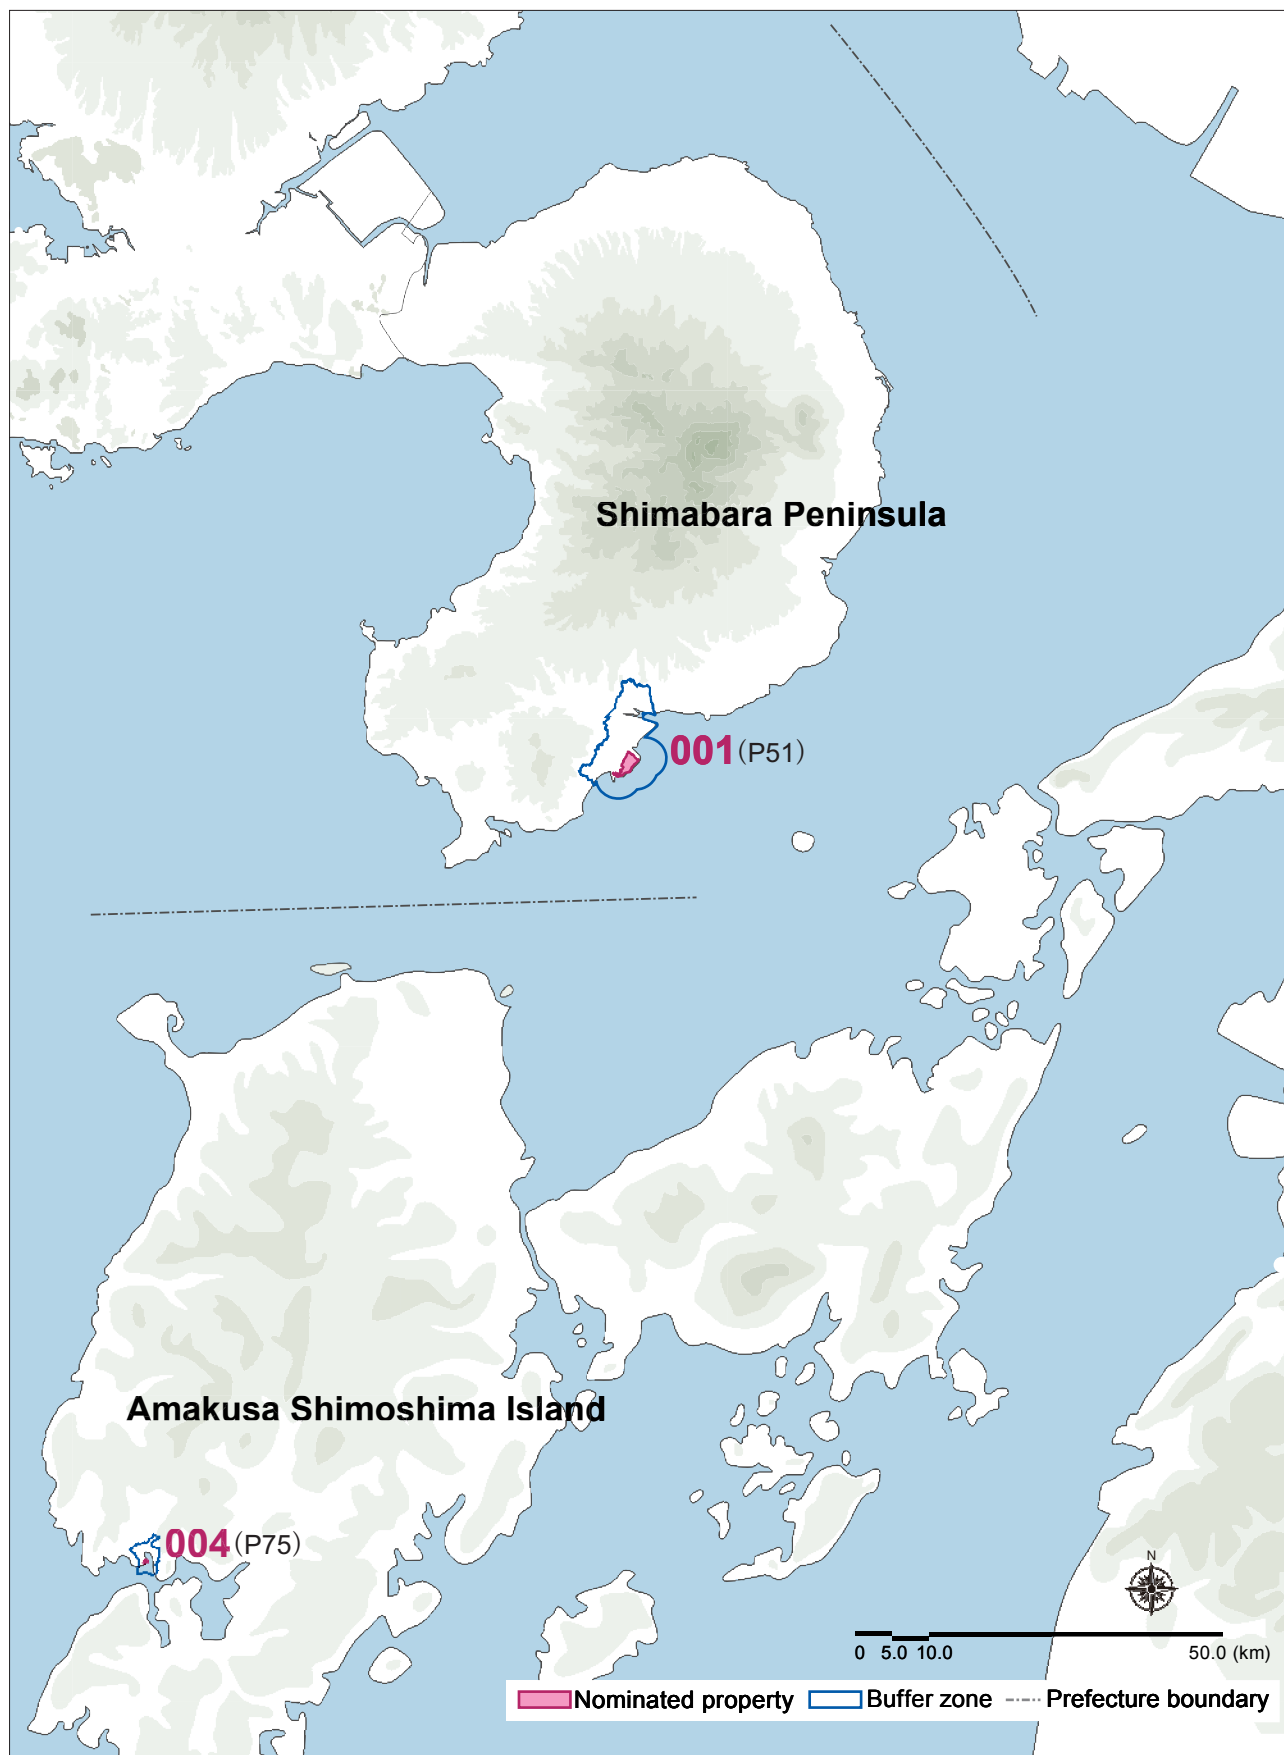 Shimabara Peninsula
001(P51)
Amakusa Shimoshima Island
004(P75)
N
0 5.0 10.0 50.0 (km)
Nominated property Buffer zone Prefecture boundary